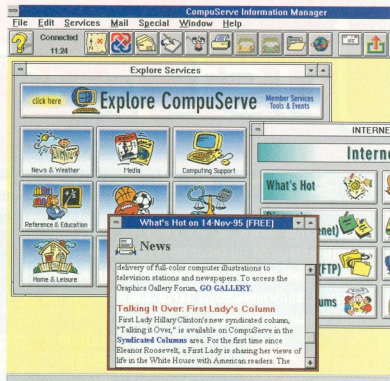 CompuServe Information Manager
File Edit Services Mail Special Window Help
Connected
11:24
Explore Services
click here Explore CompuServe Member Services
Tools & Events
News & Weather Media Computing Support
Reference & Education
Home & Leisure
INTERNE
Interne
What's Hot
enet)
(FTP)
ums
What's Hot on 14-Nov-95 [FREE]
News
delivery of full-color computer illustrations to
television stations and newspapers. To access the
Graphics Gallery Forum, GO GALLERY.
Talking It Over: First Lady's Column
First Lady Hillary Clinton's new syndicated column,
"Talking it Over," is available on CompuServe in the
Syndicated Columns area. For the first time since
Eleanor Roosevelt, a First Lady is sharing her views of
life in the White House with American readers. The